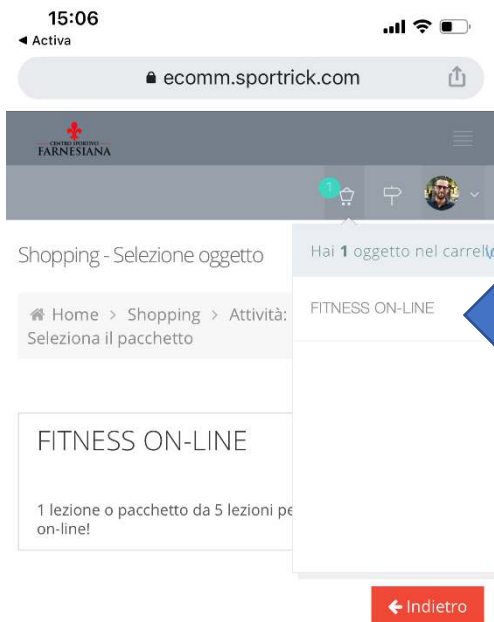 15:06
◀ Activa
ecomm.sportrick.com
CENTRO SPORTIVO
FARNESIANA
1
Shopping - Selezione oggetto
Hai 1 oggetto nel carrello
Home > Shopping > Attività:
Seleziona il pacchetto
FITNESS ON-LINE
FITNESS ON-LINE
1 lezione o pacchetto da 5 lezioni pe
on-line!
Indietro